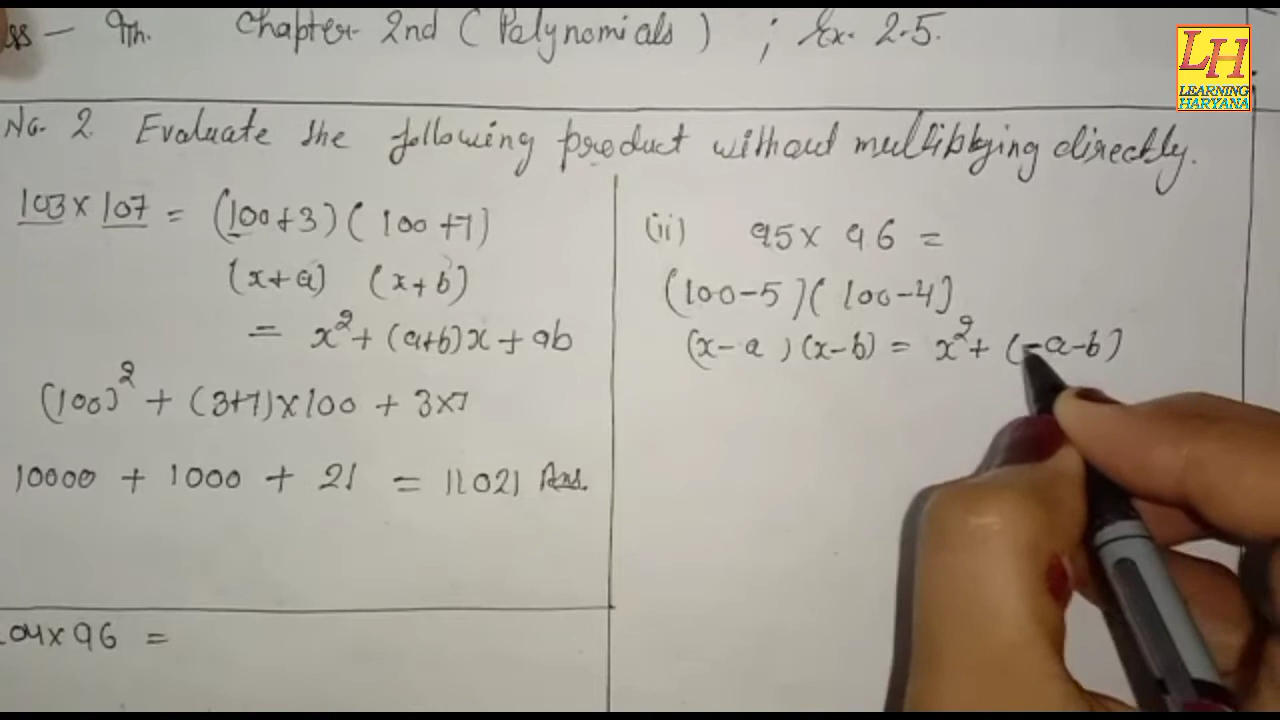 ss - 9th. Chapter 2nd (Polynomials) ; Ex. 2.5.
LH
LEARNING
HARYANA
No. 2. Evaluate the following product without multiplying directly.
103 x 107 = (100+3)(100+7)
(x+a) (x+b)
= x² + (a+b)x + ab
(100)² + (3+7)x100 + 3x7
10000 + 1000 + 21 = 11021 Ans.
04 x 96 =
(ii) 95 x 96 =
(100-5)(100-4)
(x-a)(x-b) = x² + (-a-b)